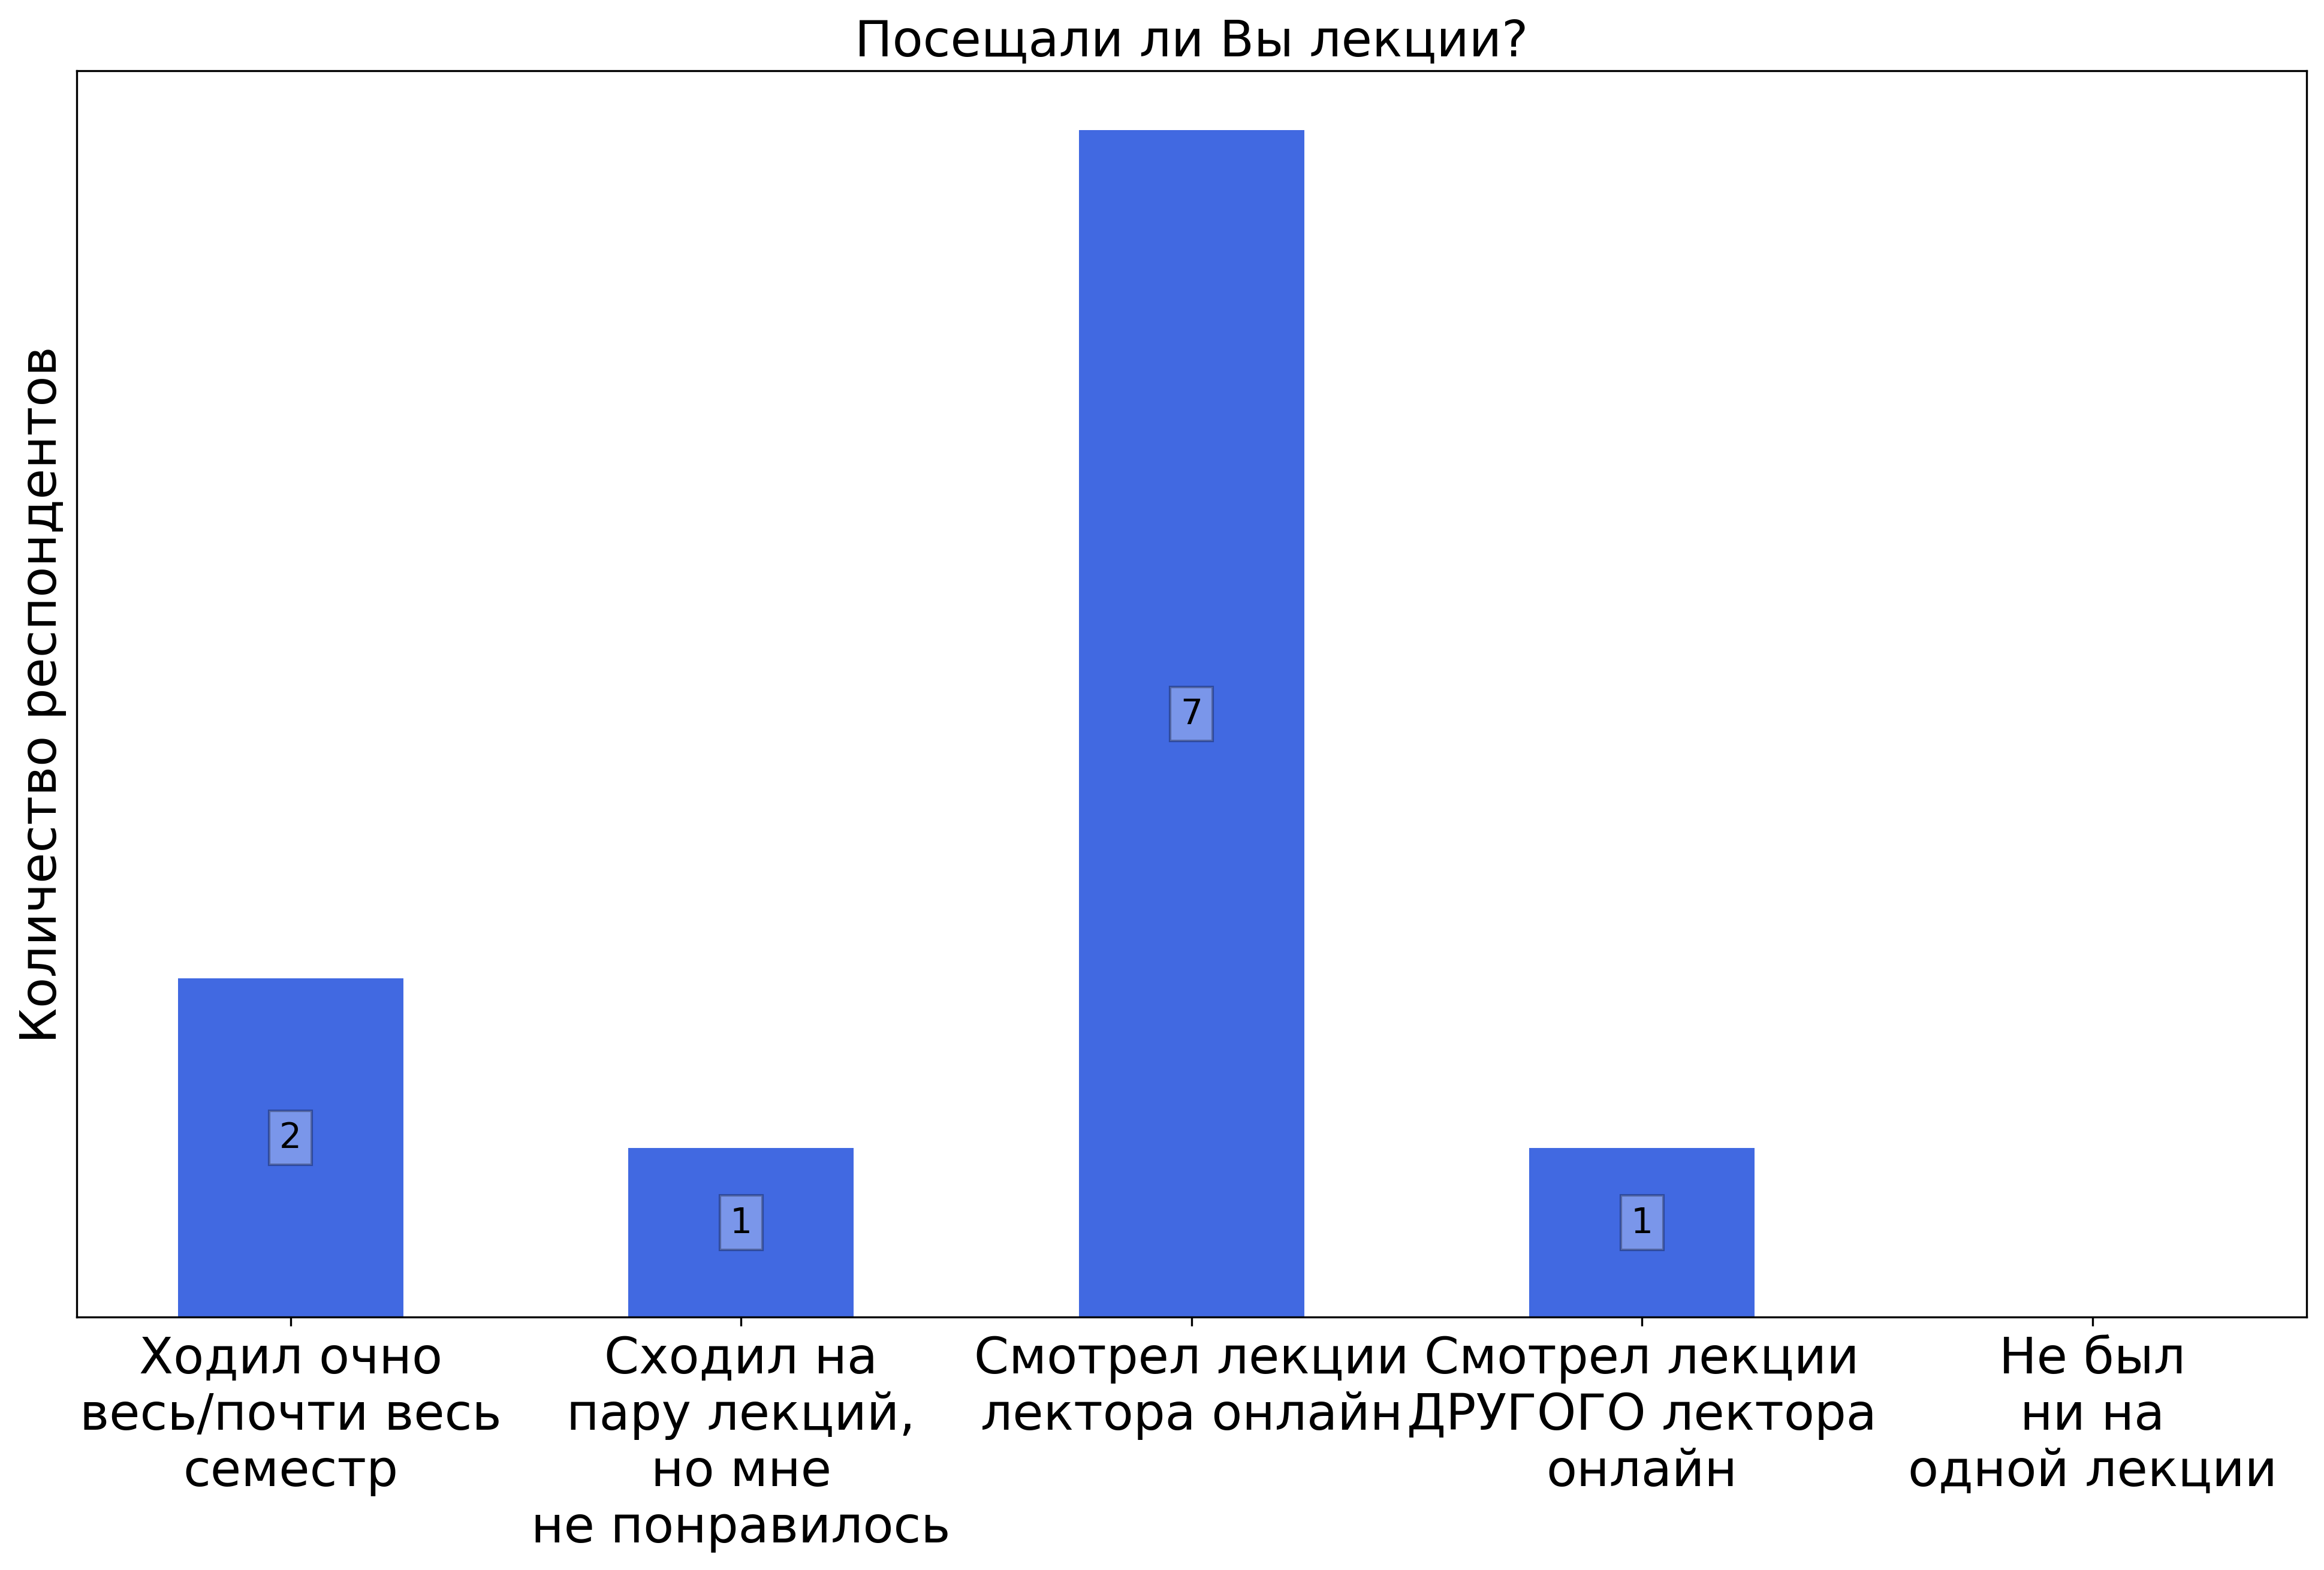 Посещали ли Вы лекции?
Количество респондентов
7
2
1
1
Ходил очно
весь/почти весь
семестр
Сходил на
пару лекций,
но мне
не понравилось
Смотрел лекции
лектора онлайн
Смотрел лекции
ДРУГОГО лектора
онлайн
Не был
ни на
одной лекции